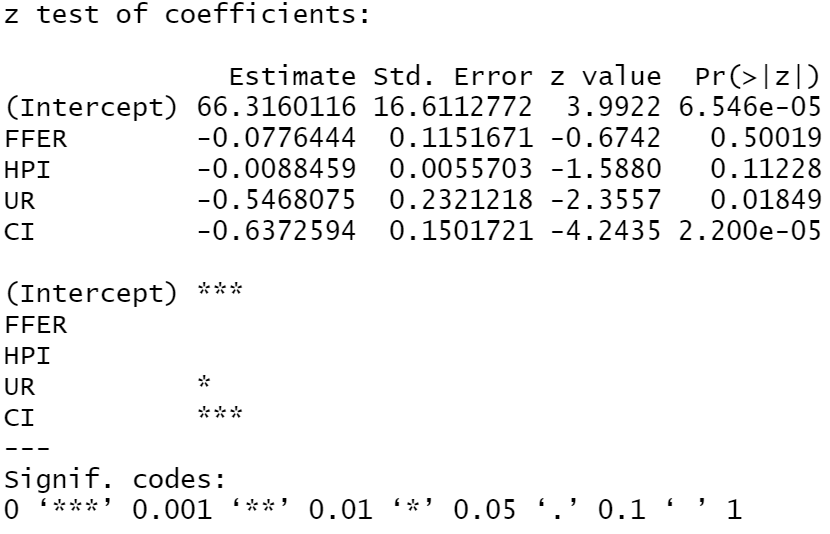 z test of coefficients:
Estimate Std. Error z value Pr(>|z|)
(Intercept) 66.3160116 16.6112772 3.9922 6.546e-05
FFER -0.0776444 0.1151671 -0.6742 0.50019
HPI -0.0088459 0.0055703 -1.5880 0.11228
UR -0.5468075 0.2321218 -2.3557 0.01849
CI -0.6372594 0.1501721 -4.2435 2.200e-05
(Intercept) ***
FFER
HPI
UR *
CI ***
---
Signif. codes:
0 ‘***’ 0.001 ‘**’ 0.01 ‘*’ 0.05 ‘.’ 0.1 ‘ ’ 1